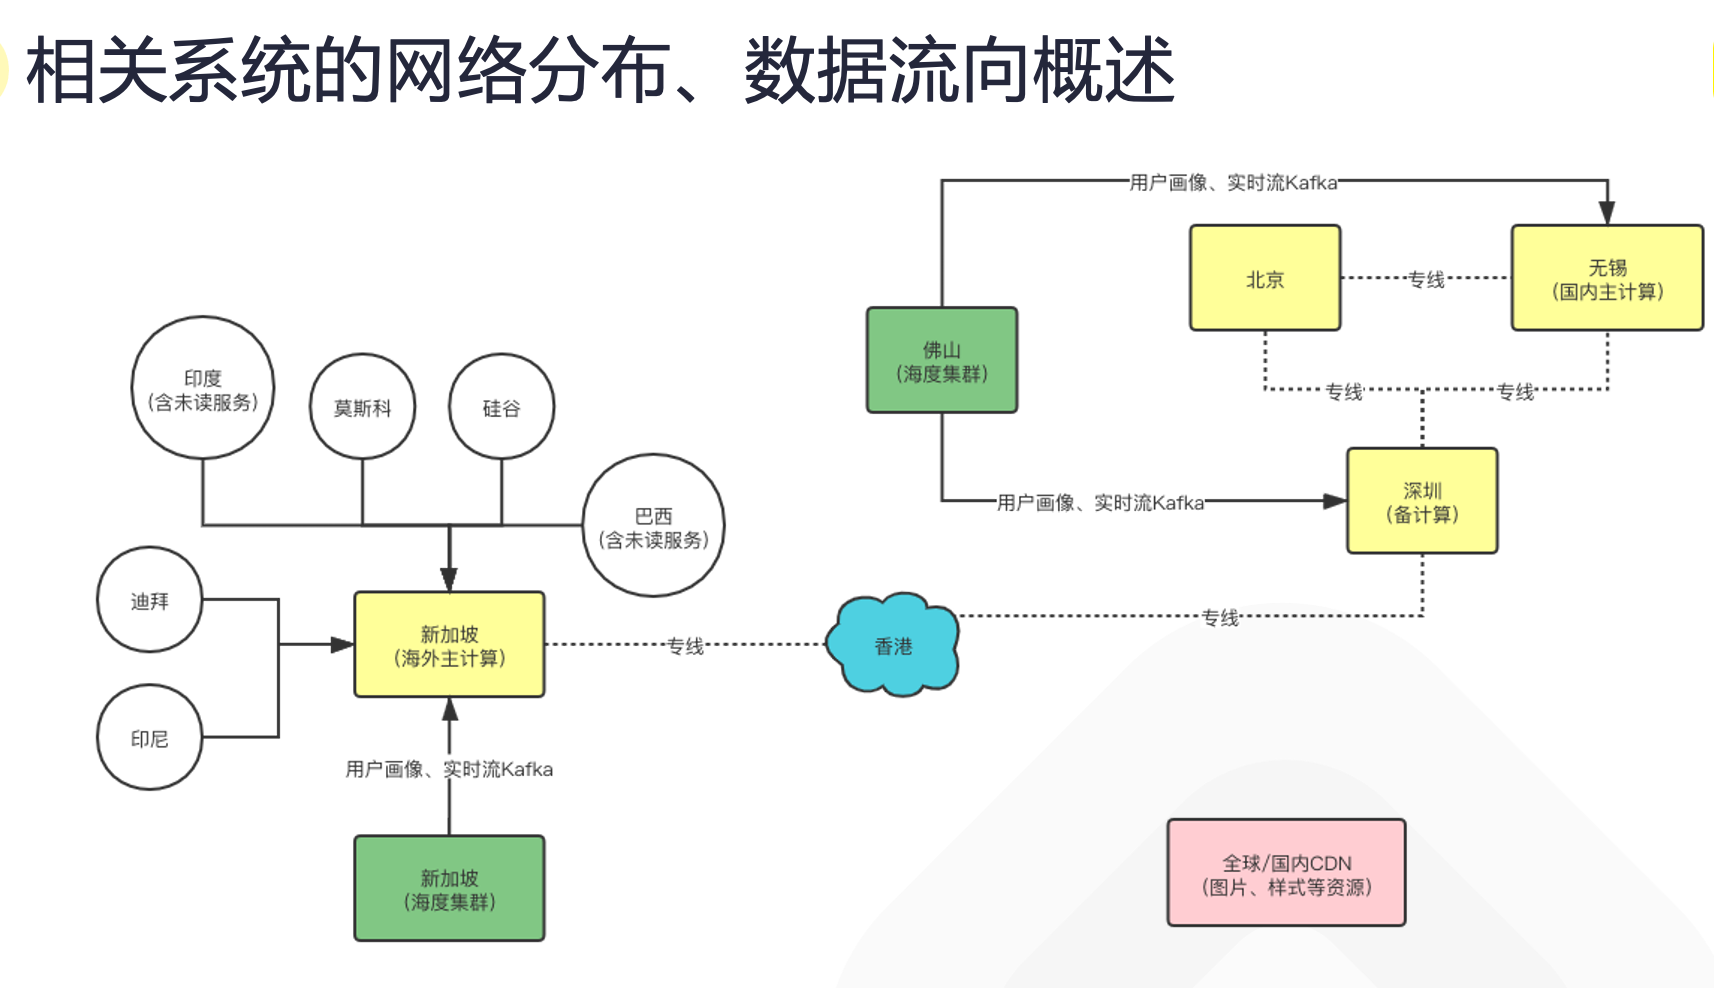 相关系统的网络分布、数据流向概述
用户画像、实时流Kafka
北京
专线
无锡
（国内主计算）
佛山
（海度集群）
印度
（含未读服务）
莫斯科
硅谷
专线
专线
巴西
（含未读服务）
用户画像、实时流Kafka
深圳
（备计算）
迪拜
新加坡
（海外主计算）
专线
香港
专线
印尼
用户画像、实时流Kafka
新加坡
（海度集群）
全球/国内CDN
（图片、样式等资源）